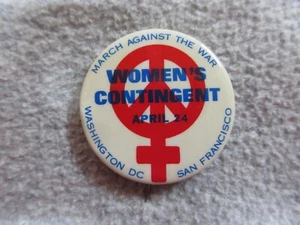 MARCH AGAINST THE WAR
WOMEN'S
CONTINGENT
APRIL 24
WASHINGTON DC
SAN FRANCISCO